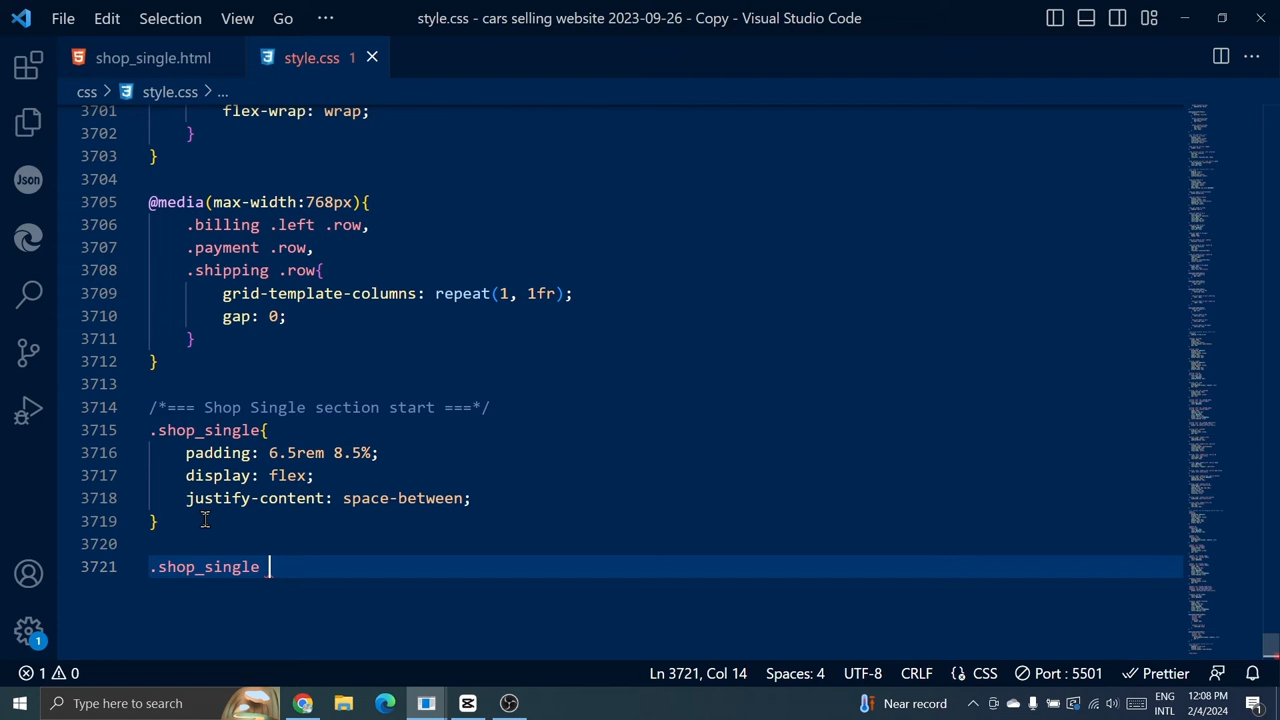 File Edit Selection View Go ··· style.css - cars selling website 2023-09-26 - Copy - Visual Studio Code
shop_single.html style.css 1
css > style.css > ...
3701 flex-wrap: wrap;
3702 }
3703 }
3704
3705 @media(max-width:768px){
3706 .billing .left .row,
3707 .payment .row,
3708 .shipping .row{
3709 grid-template-columns: repeat(1, 1fr);
3710 gap: 0;
3711 }
3712 }
3713
3714 /*=== Shop Single section start ===*/
3715 .shop_single{
3716 padding: 6.5rem 8.5%;
3717 display: flex;
3718 justify-content: space-between;
3719 }
3720
3721 .shop_single
Json
1
1 0 Ln 3721, Col 14 Spaces: 4 UTF-8 CRLF {} CSS Port : 5501 Prettier
Type here to search Near record ENG INTL 12:08 PM 2/4/2024